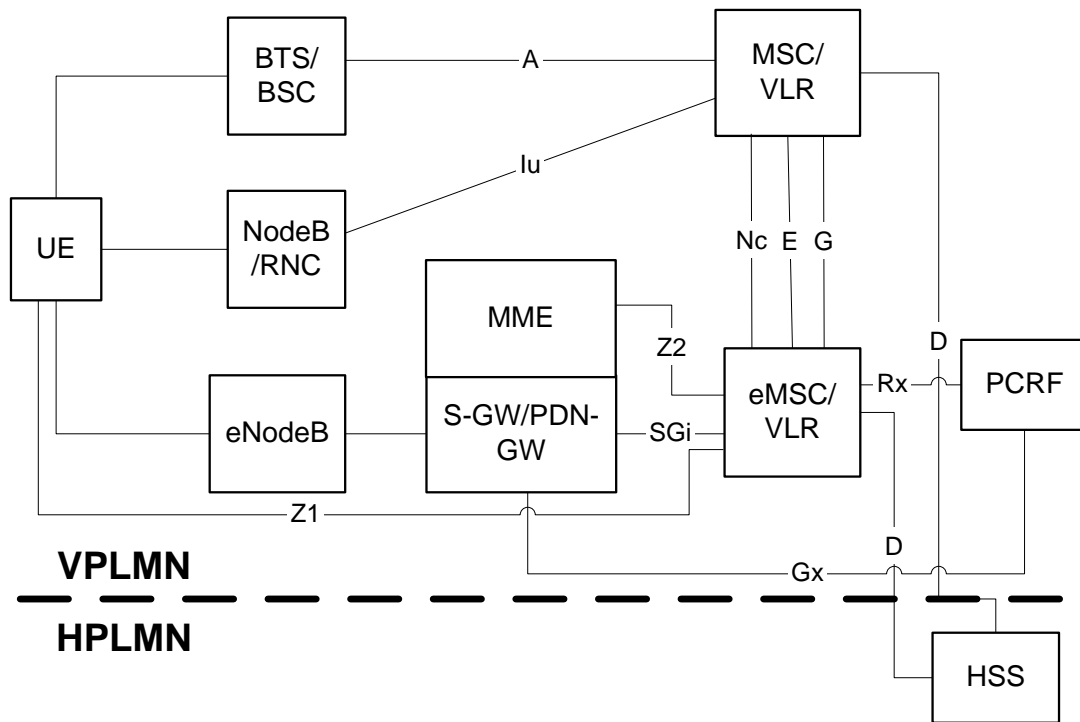 BTS/
BSC
A
MSC/
VLR
Iu
UE
NodeB
/RNC
Nc
E
G
MME
Z2
D
eNodeB
S-GW/PDN-
GW
SGi
eMSC/
VLR
Rx
PCRF
Z1
D
Gx
VPLMN
HPLMN
HSS